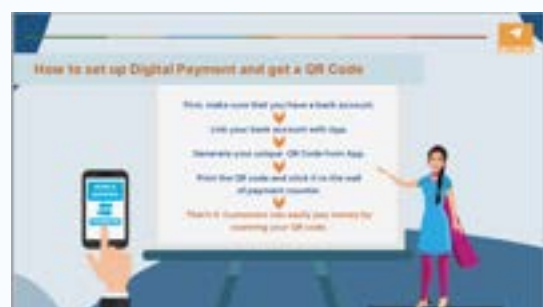 How to set up Digital Payment and get a QR Code
First, make sure that you have a bank account.
Link your bank account with App.
Generate your unique QR Code from App.
Print the QR code and stick it to the wall
of payment counter.
That's it. Customers can easily pay money by
scanning your QR code.